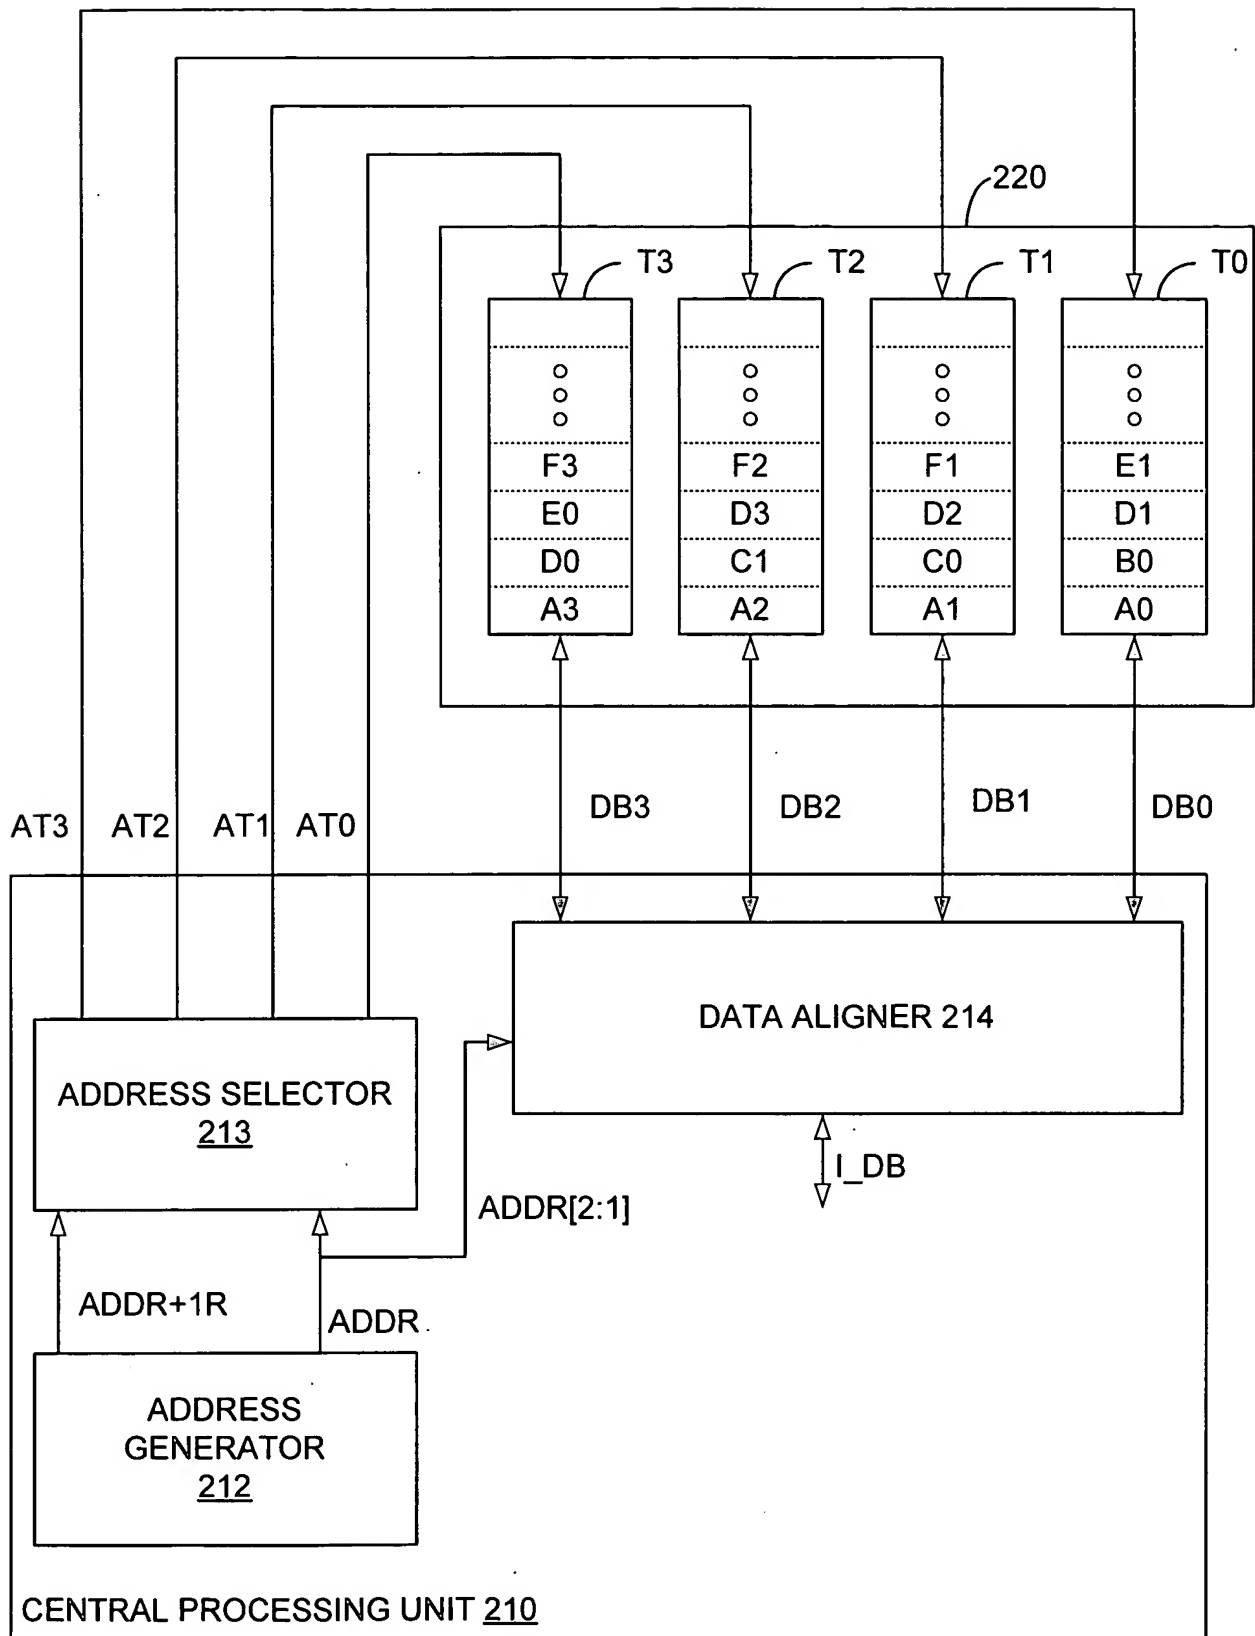 220
T3 T2 T1 T0
F3 F2 F1 E1
E0 D3 D2 D1
D0 C1 C0 B0
A3 A2 A1 A0
AT3 AT2 AT1 AT0 DB3 DB2 DB1 DB0
DATA ALIGNER 214
ADDRESS SELECTOR
213
I_DB
ADDR[2:1]
ADDR+1R ADDR
ADDRESS
GENERATOR
212
CENTRAL PROCESSING UNIT 210